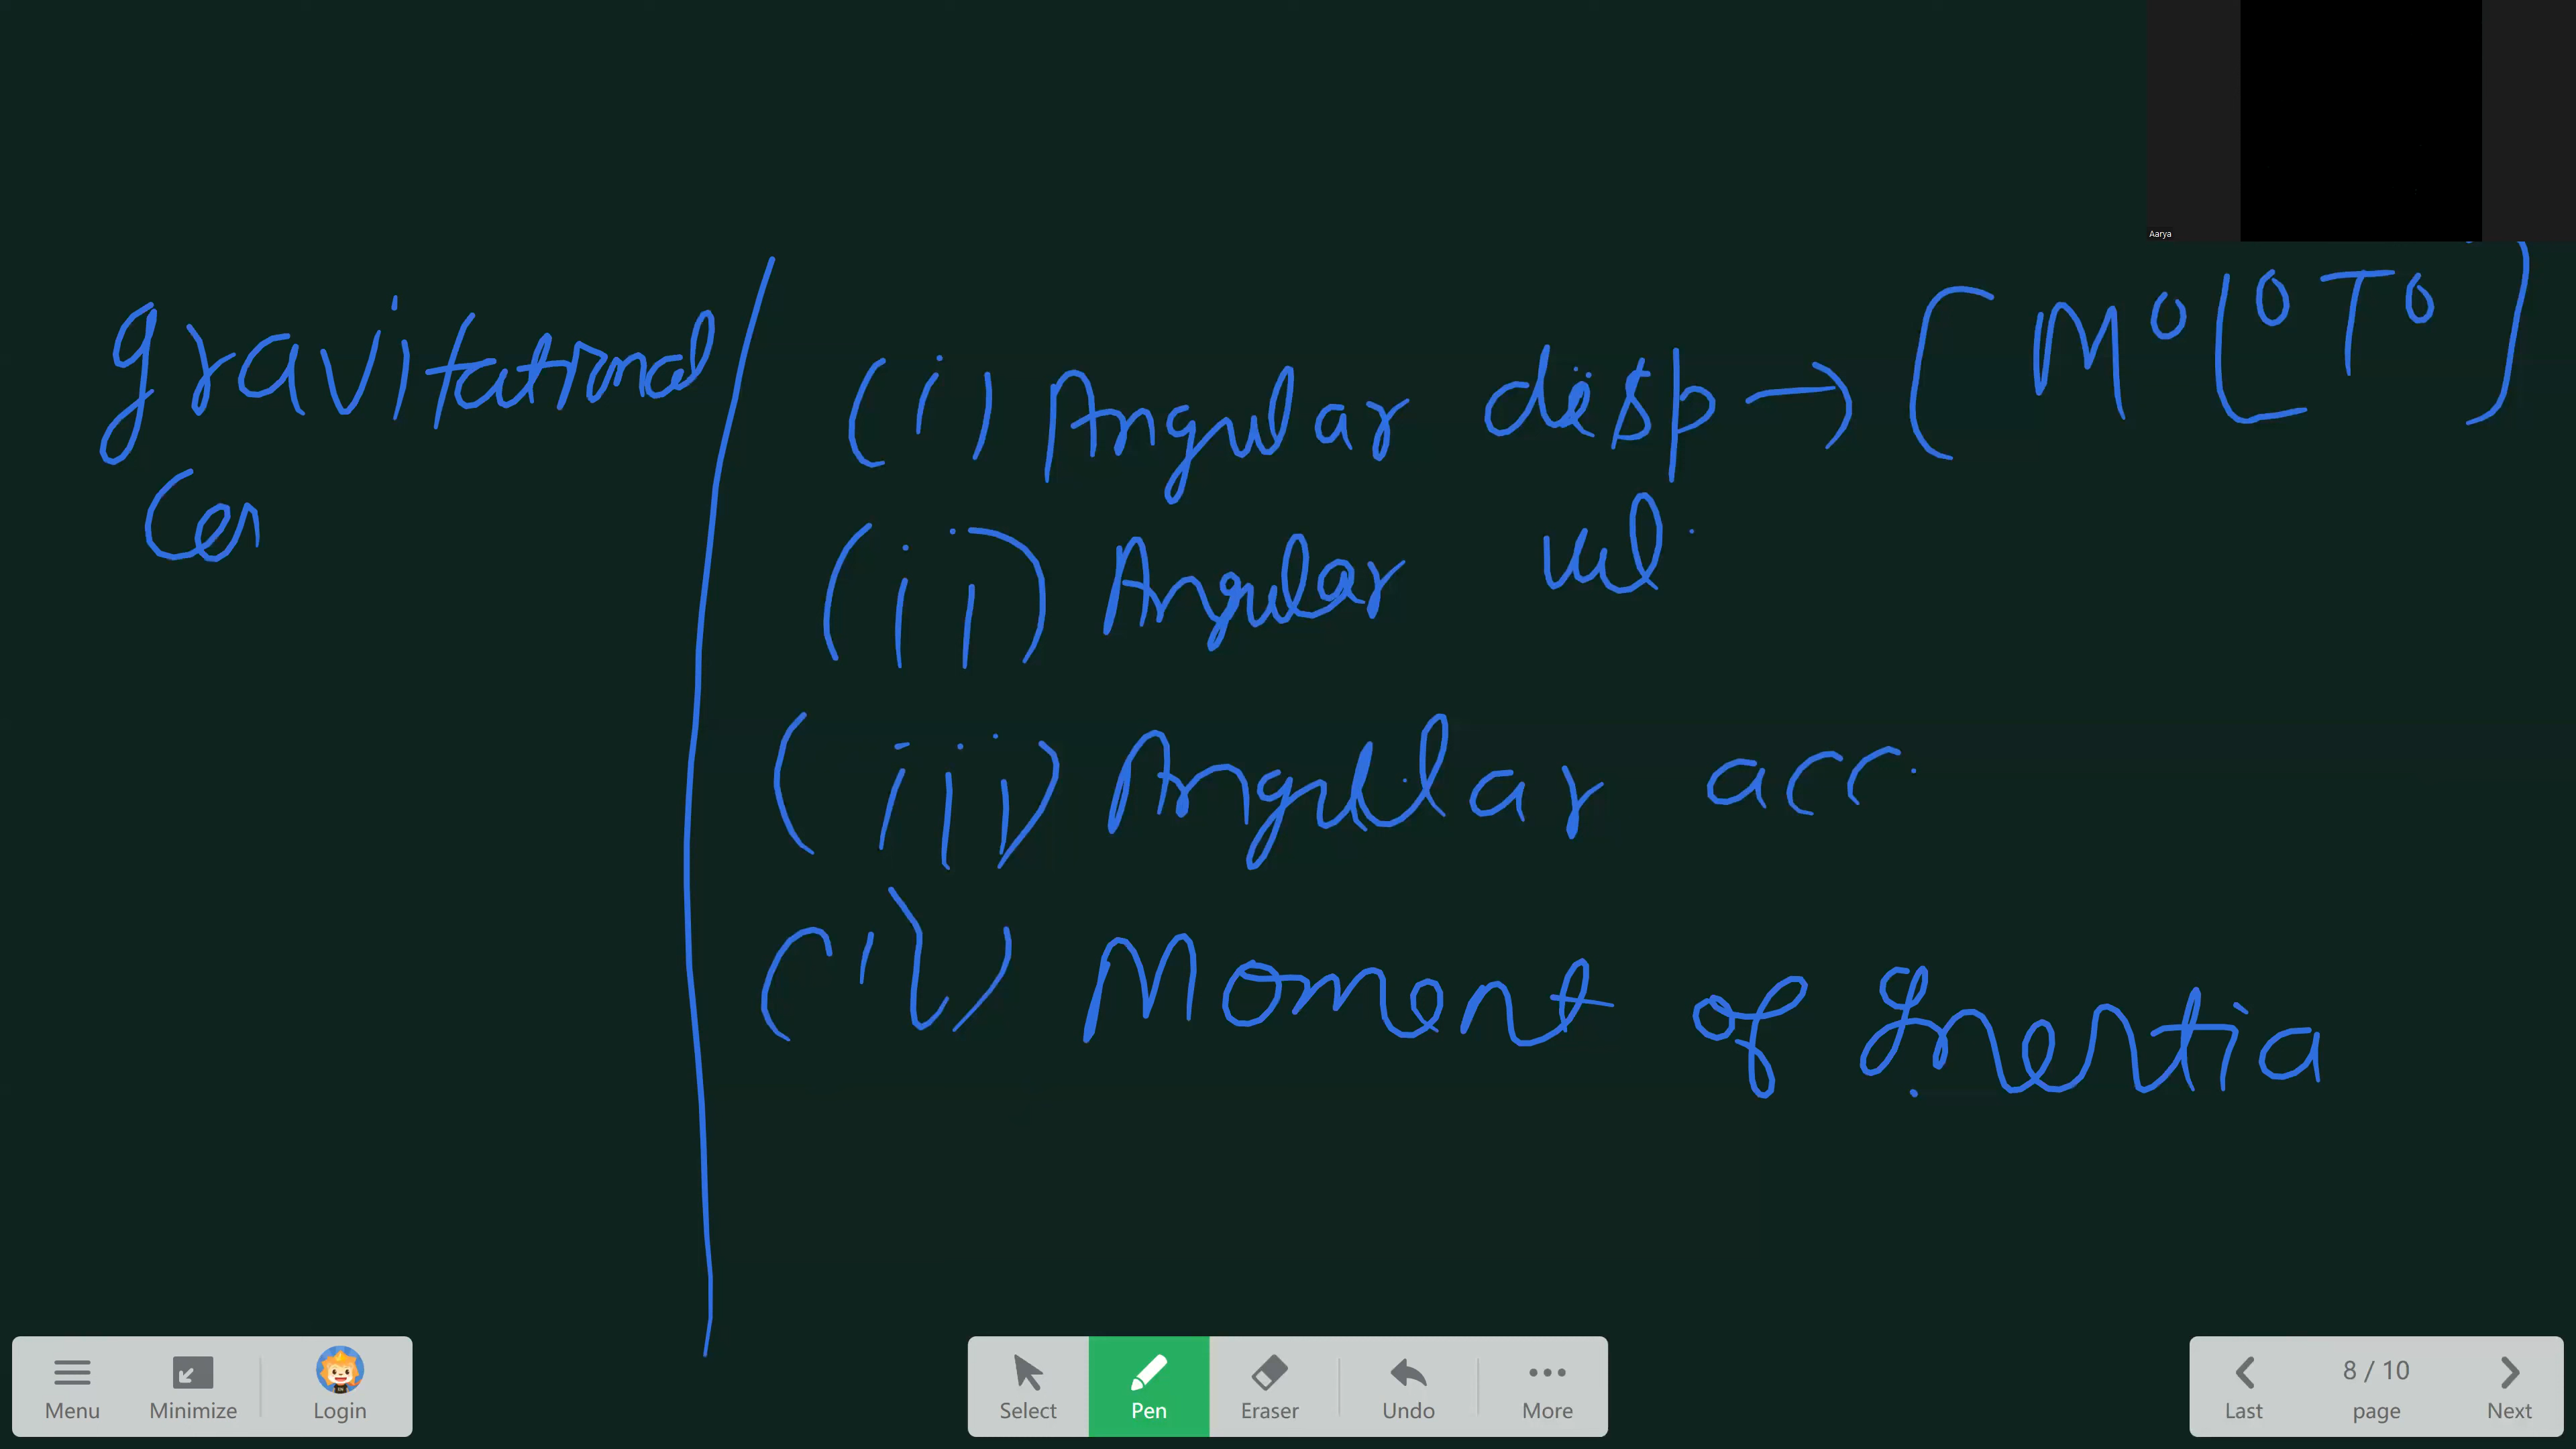 Aarya
gravitational
Cen
(i) Angular disp → [M⁰L⁰T⁰]
(ii) Angular vel.
(iii) Angular acc.
(iv) Moment of Inertia
Menu Minimize Login Select Pen Eraser Undo More Last 8 / 10 page Next